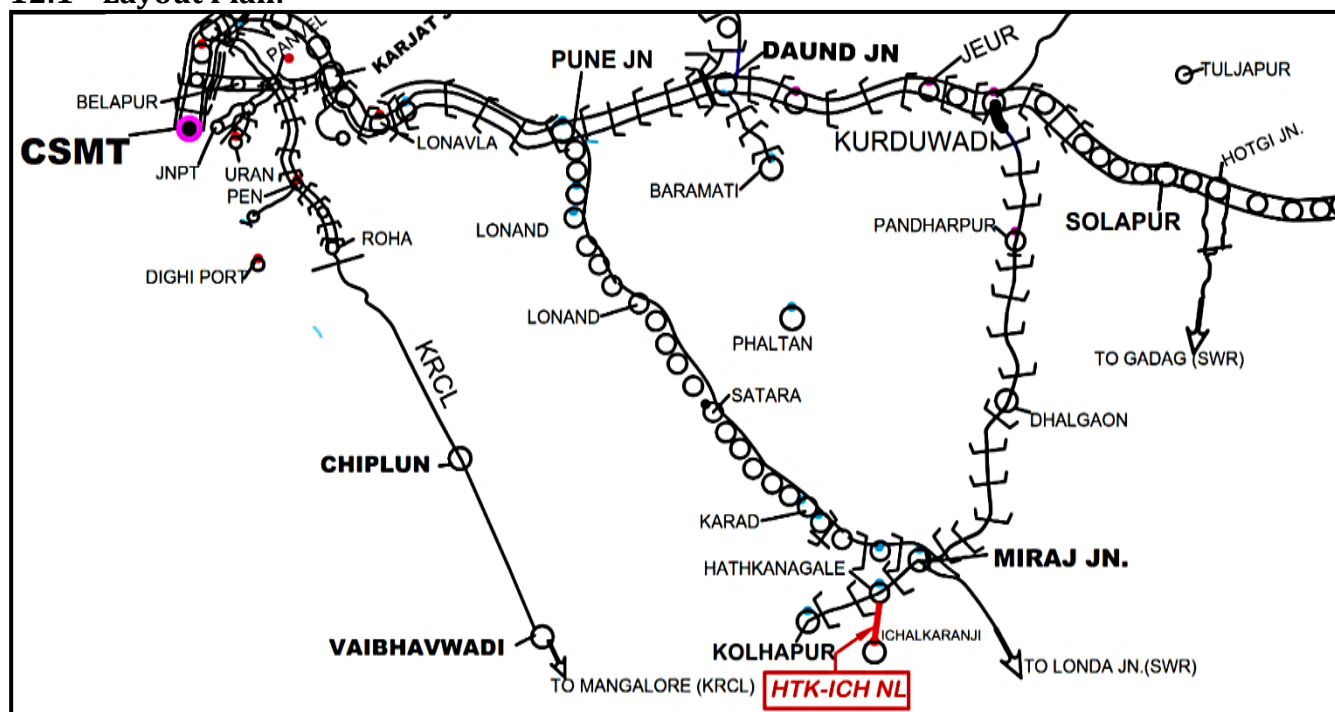 12.1 Layout Plan:
PANVEL
KARJAT J
PUNE JN
DAUND JN
JEUR
TULJAPUR
BELAPUR
CSMT
LONAVLA
KURDUWADI
HOTGI JN.
JNPT
URAN
PEN
BARAMATI
LONAND
PANDHARPUR
SOLAPUR
ROHA
DIGHI PORT
LONAND
PHALTAN
KRCL
TO GADAG (SWR)
SATARA
DHALGAON
CHIPLUN
KARAD
HATHKANAGALE
MIRAJ JN.
VAIBHAVWADI
KOLHAPUR
ICHALKARANJI
TO MANGALORE (KRCL)
HTK-ICH NL
TO LONDA JN.(SWR)